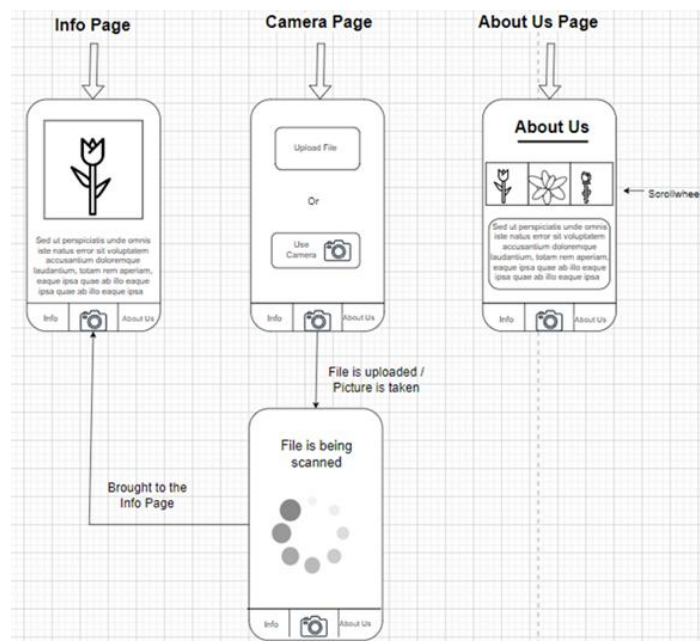 Info Page
Camera Page
About Us Page
Sed ut perspiciatis unde omnis
iste natus error sit voluptatem
accusantium doloremque
laudantium, totam rem aperiam,
eaque ipsa quae ab illo eaque
ipsa quae ab illo eaque ipsa
Info
About Us
Upload File
Or
Use
Camera
Info
About Us
About Us
Scrollwheel
Sed ut perspiciatis unde omnis
iste natus error sit voluptatem
accusantium doloremque
laudantium, totam rem aperiam,
eaque ipsa quae ab illo eaque
ipsa quae ab illo eaque ipsa
Info
About Us
File is uploaded /
Picture is taken
File is being
scanned
Brought to the
Info Page
Info
About Us